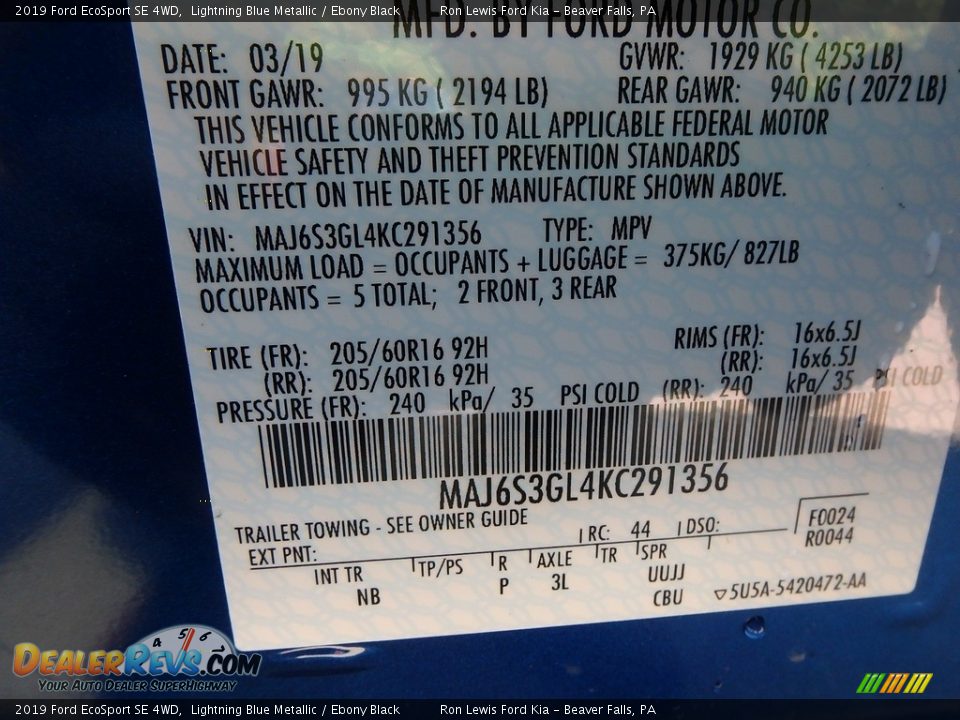 2019 Ford EcoSport SE 4WD, Lightning Blue Metallic / Ebony Black Ron Lewis Ford Kia – Beaver Falls, PA
MFD. BY FORD MOTOR CO.
DATE: 03/19 GVWR: 1929 KG ( 4253 LB)
FRONT GAWR: 995 KG ( 2194 LB) REAR GAWR: 940 KG ( 2072 LB)
THIS VEHICLE CONFORMS TO ALL APPLICABLE FEDERAL MOTOR
VEHICLE SAFETY AND THEFT PREVENTION STANDARDS
IN EFFECT ON THE DATE OF MANUFACTURE SHOWN ABOVE.
VIN: MAJ6S3GL4KC291356 TYPE: MPV
MAXIMUM LOAD = OCCUPANTS + LUGGAGE = 375KG/ 827LB
OCCUPANTS = 5 TOTAL; 2 FRONT, 3 REAR
TIRE (FR): 205/60R16 92H RIMS (FR): 16x6.5J
(RR): 205/60R16 92H (RR): 16x6.5J
PRESSURE (FR): 240 kPa/ 35 PSI COLD (RR): 240 kPa/ 35 PSI COLD
MAJ6S3GL4KC291356
TRAILER TOWING - SEE OWNER GUIDE
EXT PNT: RC: 44 DSO: F0024
R0044
INT TR TP/PS R AXLE TR SPR
NB P 3L UUJJ
CBU ▽5U5A-5420472-AA
4 5 6
DealerRevs.com
Your Auto Dealer SuperHighway
2019 Ford EcoSport SE 4WD, Lightning Blue Metallic / Ebony Black Ron Lewis Ford Kia – Beaver Falls, PA